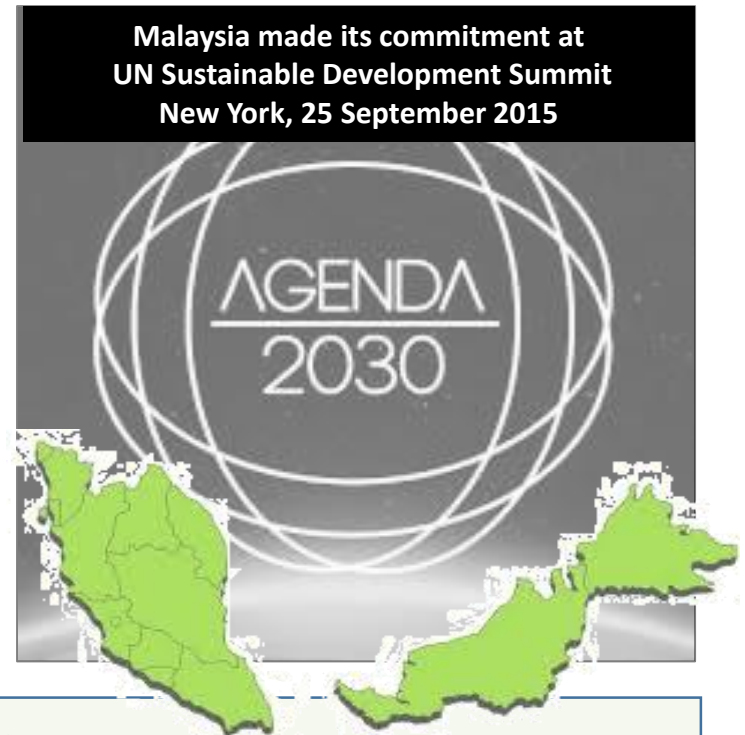 Malaysia made its commitment at
UN Sustainable Development Summit
New York, 25 September 2015
AGENDA
2030